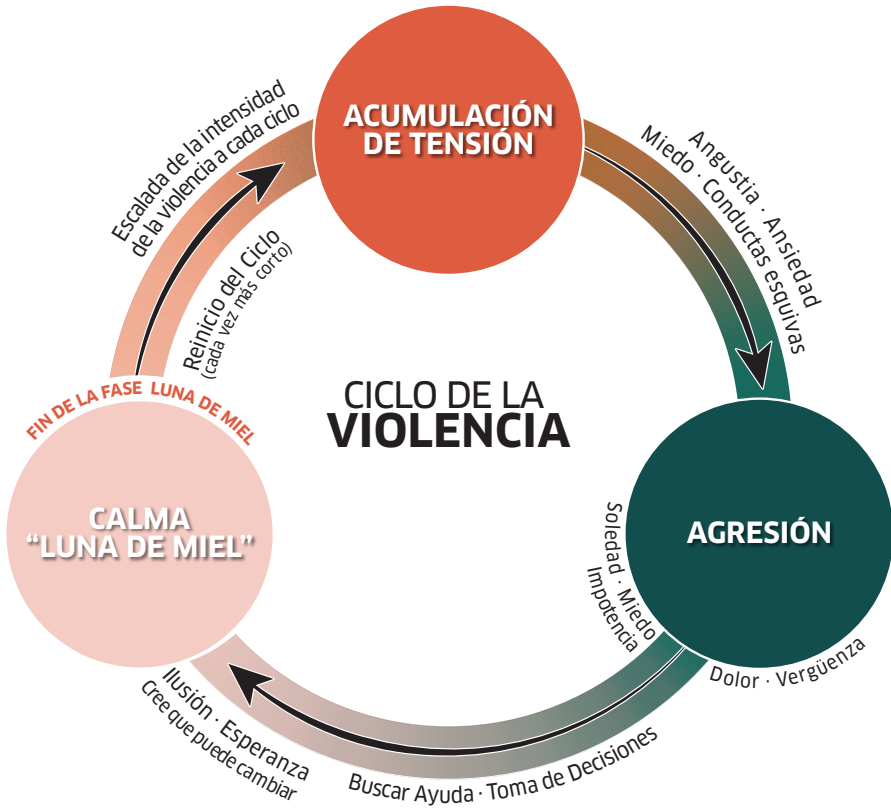 ACUMULACIÓN
DE TENSIÓN
Angustia · Ansiedad
Miedo · Conductas esquivas
AGRESIÓN
Soledad · Miedo
Impotencia
Dolor · Vergüenza
Buscar Ayuda · Toma de Decisiones
Ilusión · Esperanza
Cree que puede cambiar
CALMA
“LUNA DE MIEL”
FIN DE LA FASE LUNA DE MIEL
Escalada de la intensidad
de la violencia a cada ciclo
Reinicio del Ciclo
(cada vez más corto)
CICLO DE LA
VIOLENCIA